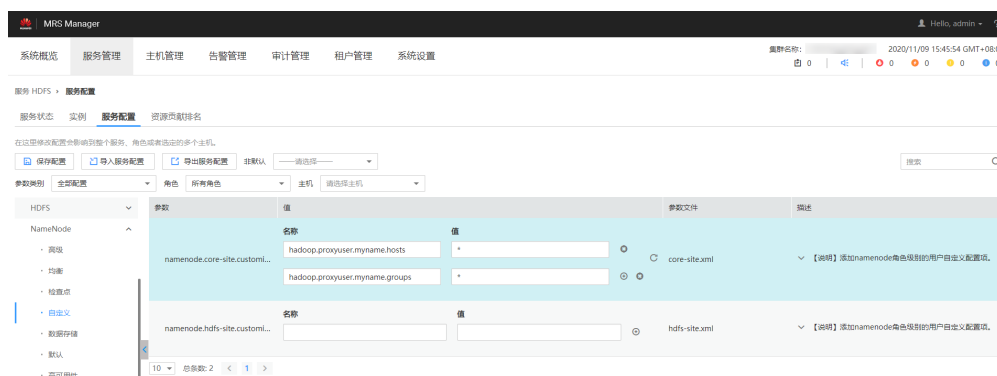 MRS Manager
Hello, admin
系统概览 服务管理 主机管理 告警管理 审计管理 租户管理 系统设置
集群名称: 2020/11/09 15:45:54 GMT+08:0
0 0 0 0
服务 HDFS > 服务配置
服务状态 实例 服务配置 资源贡献排名
在这里修改配置会影响到整个服务、角色或者选定的多个主机。
保存配置 导入服务配置 导出服务配置 非默认 ——请选择—— 搜索
参数类别 全部配置 角色 所有角色 主机 请选择主机
HDFS 参数 值 参数文件 描述
NameNode 名称 值
· 高级 hadoop.proxyuser.myname.hosts *
namenode.core-site.customi... core-site.xml 【说明】添加namenode角色级别的用户自定义配置项。
· 均衡 hadoop.proxyuser.myname.groups *
· 检查点
· 自定义 名称 值
· 数据存储 namenode.hdfs-site.customi... hdfs-site.xml 【说明】添加namenode角色级别的用户自定义配置项。
· 默认
10 总条数: 2 < 1 >